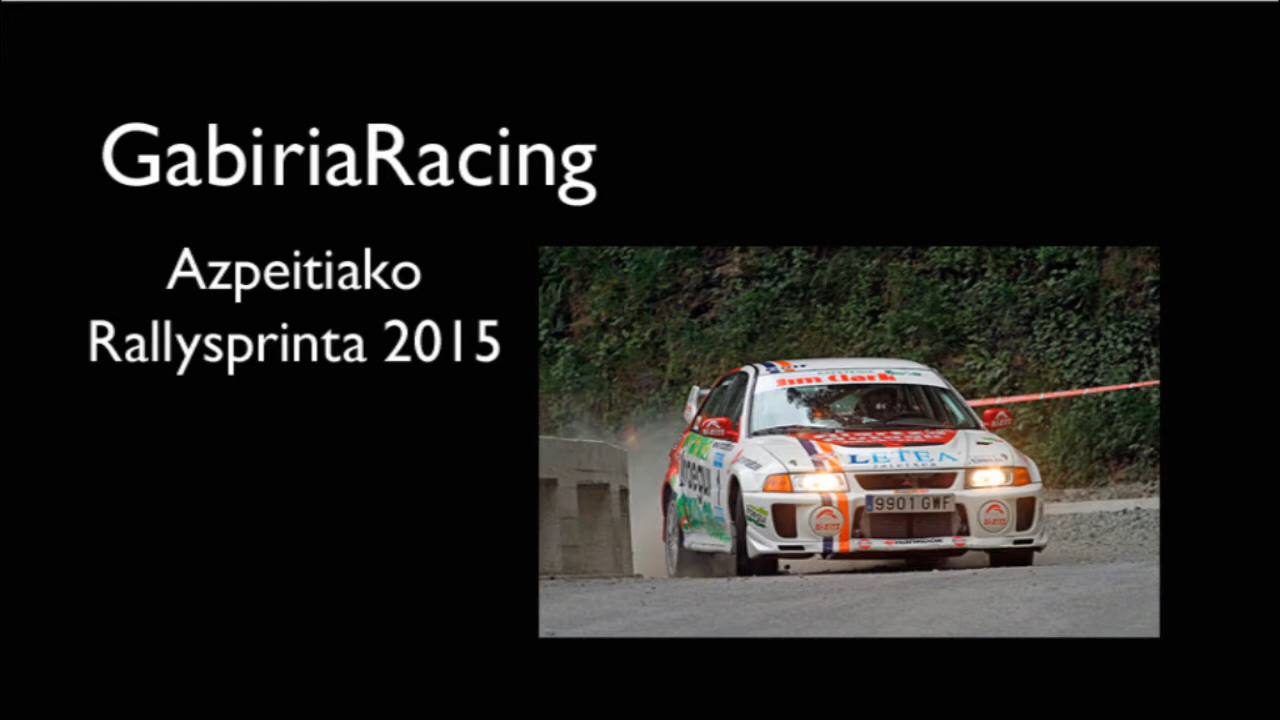 GabiriaRacing
Azpeitiako
Rallysprinta 2015
Jim Clark
LETEA
9901 GWF